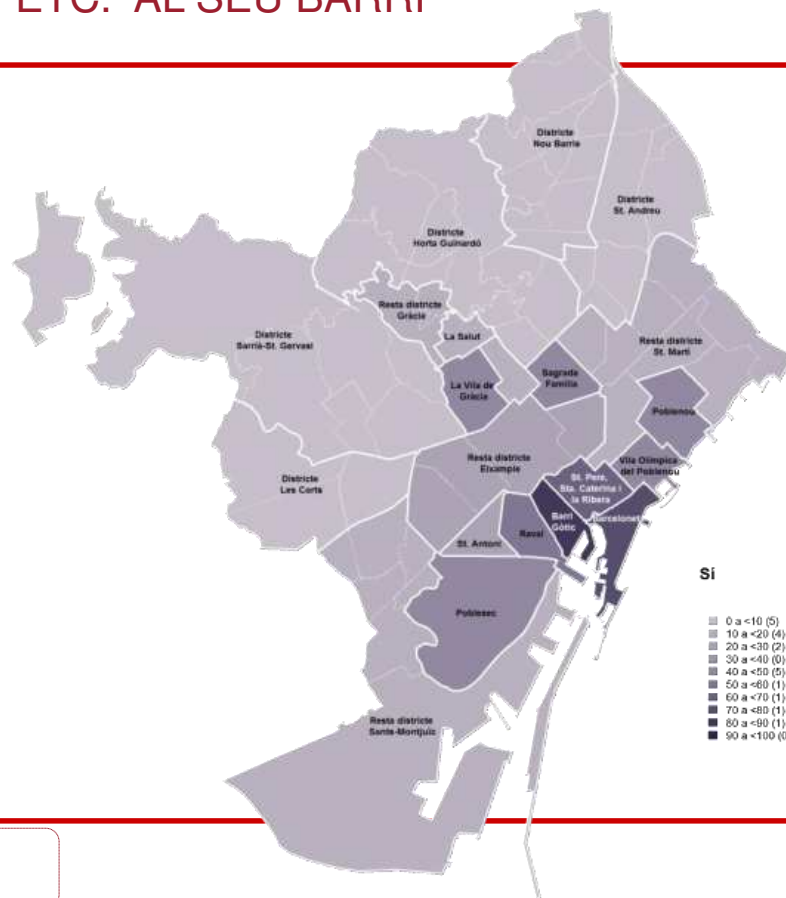 ETC. AL SEU BARRI
Districte
Nou Barris
Districte
St. Andreu
Districte
Horta Guinardó
Resta districte
Gràcia
La Salut
Resta districte
St. Martí
Districte
Sarrià-St. Gervasi
Sagrada
Família
La Vila de
Gràcia
Poblenou
Resta districte
Eixample
Vila Olímpica
del Poblenou
Districte
Les Corts
St. Pere,
Sta. Caterina i
la Ribera
Barri
Gòtic
Barcelonet
Raval
St. Antoni
Poblesec
Resta districte
Sants-Montjuïc
Sí
0 a <10 (5)
10 a <20 (4)
20 a <30 (2)
30 a <40 (0)
40 a <50 (5)
50 a <60 (1)
60 a <70 (1)
70 a <80 (1)
80 a <90 (1)
90 a <100 (0